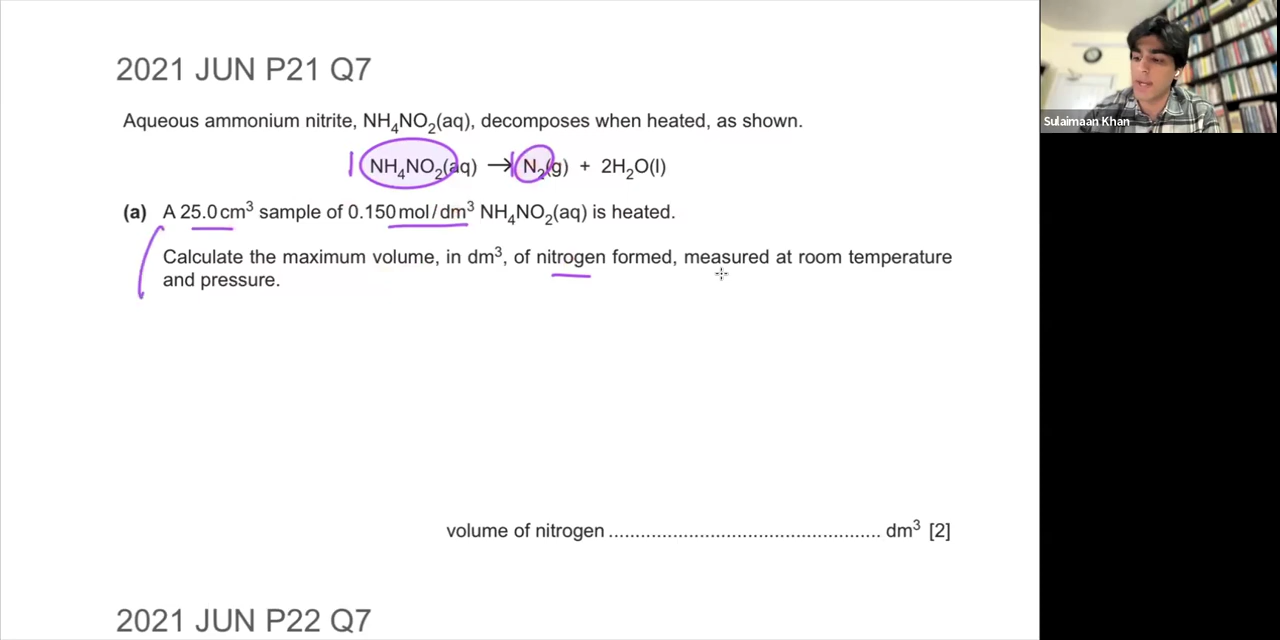 2021 JUN P21 Q7
Aqueous ammonium nitrite, NH₄NO₂(aq), decomposes when heated, as shown.
1 NH₄NO₂(aq) → 1 N₂(g) + 2H₂O(l)
(a) A 25.0 cm³ sample of 0.150 mol/dm³ NH₄NO₂(aq) is heated.
Calculate the maximum volume, in dm³, of nitrogen formed, measured at room temperature
and pressure.
volume of nitrogen .................................................. dm³ [2]
2021 JUN P22 Q7
Sulaimaan Khan